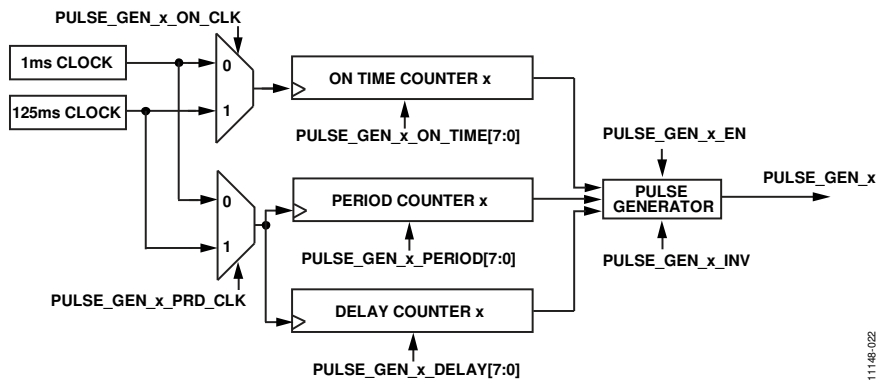 PULSE_GEN_x_ON_CLK
1ms CLOCK
0
ON TIME COUNTER x
125ms CLOCK
1
PULSE_GEN_x_ON_TIME[7:0]
PULSE_GEN_x_EN
PULSE_GEN_x
0
PERIOD COUNTER x
PULSE
GENERATOR
1
PULSE_GEN_x_PERIOD[7:0]
PULSE_GEN_x_INV
PULSE_GEN_x_PRD_CLK
DELAY COUNTER x
PULSE_GEN_x_DELAY[7:0]
11148-022